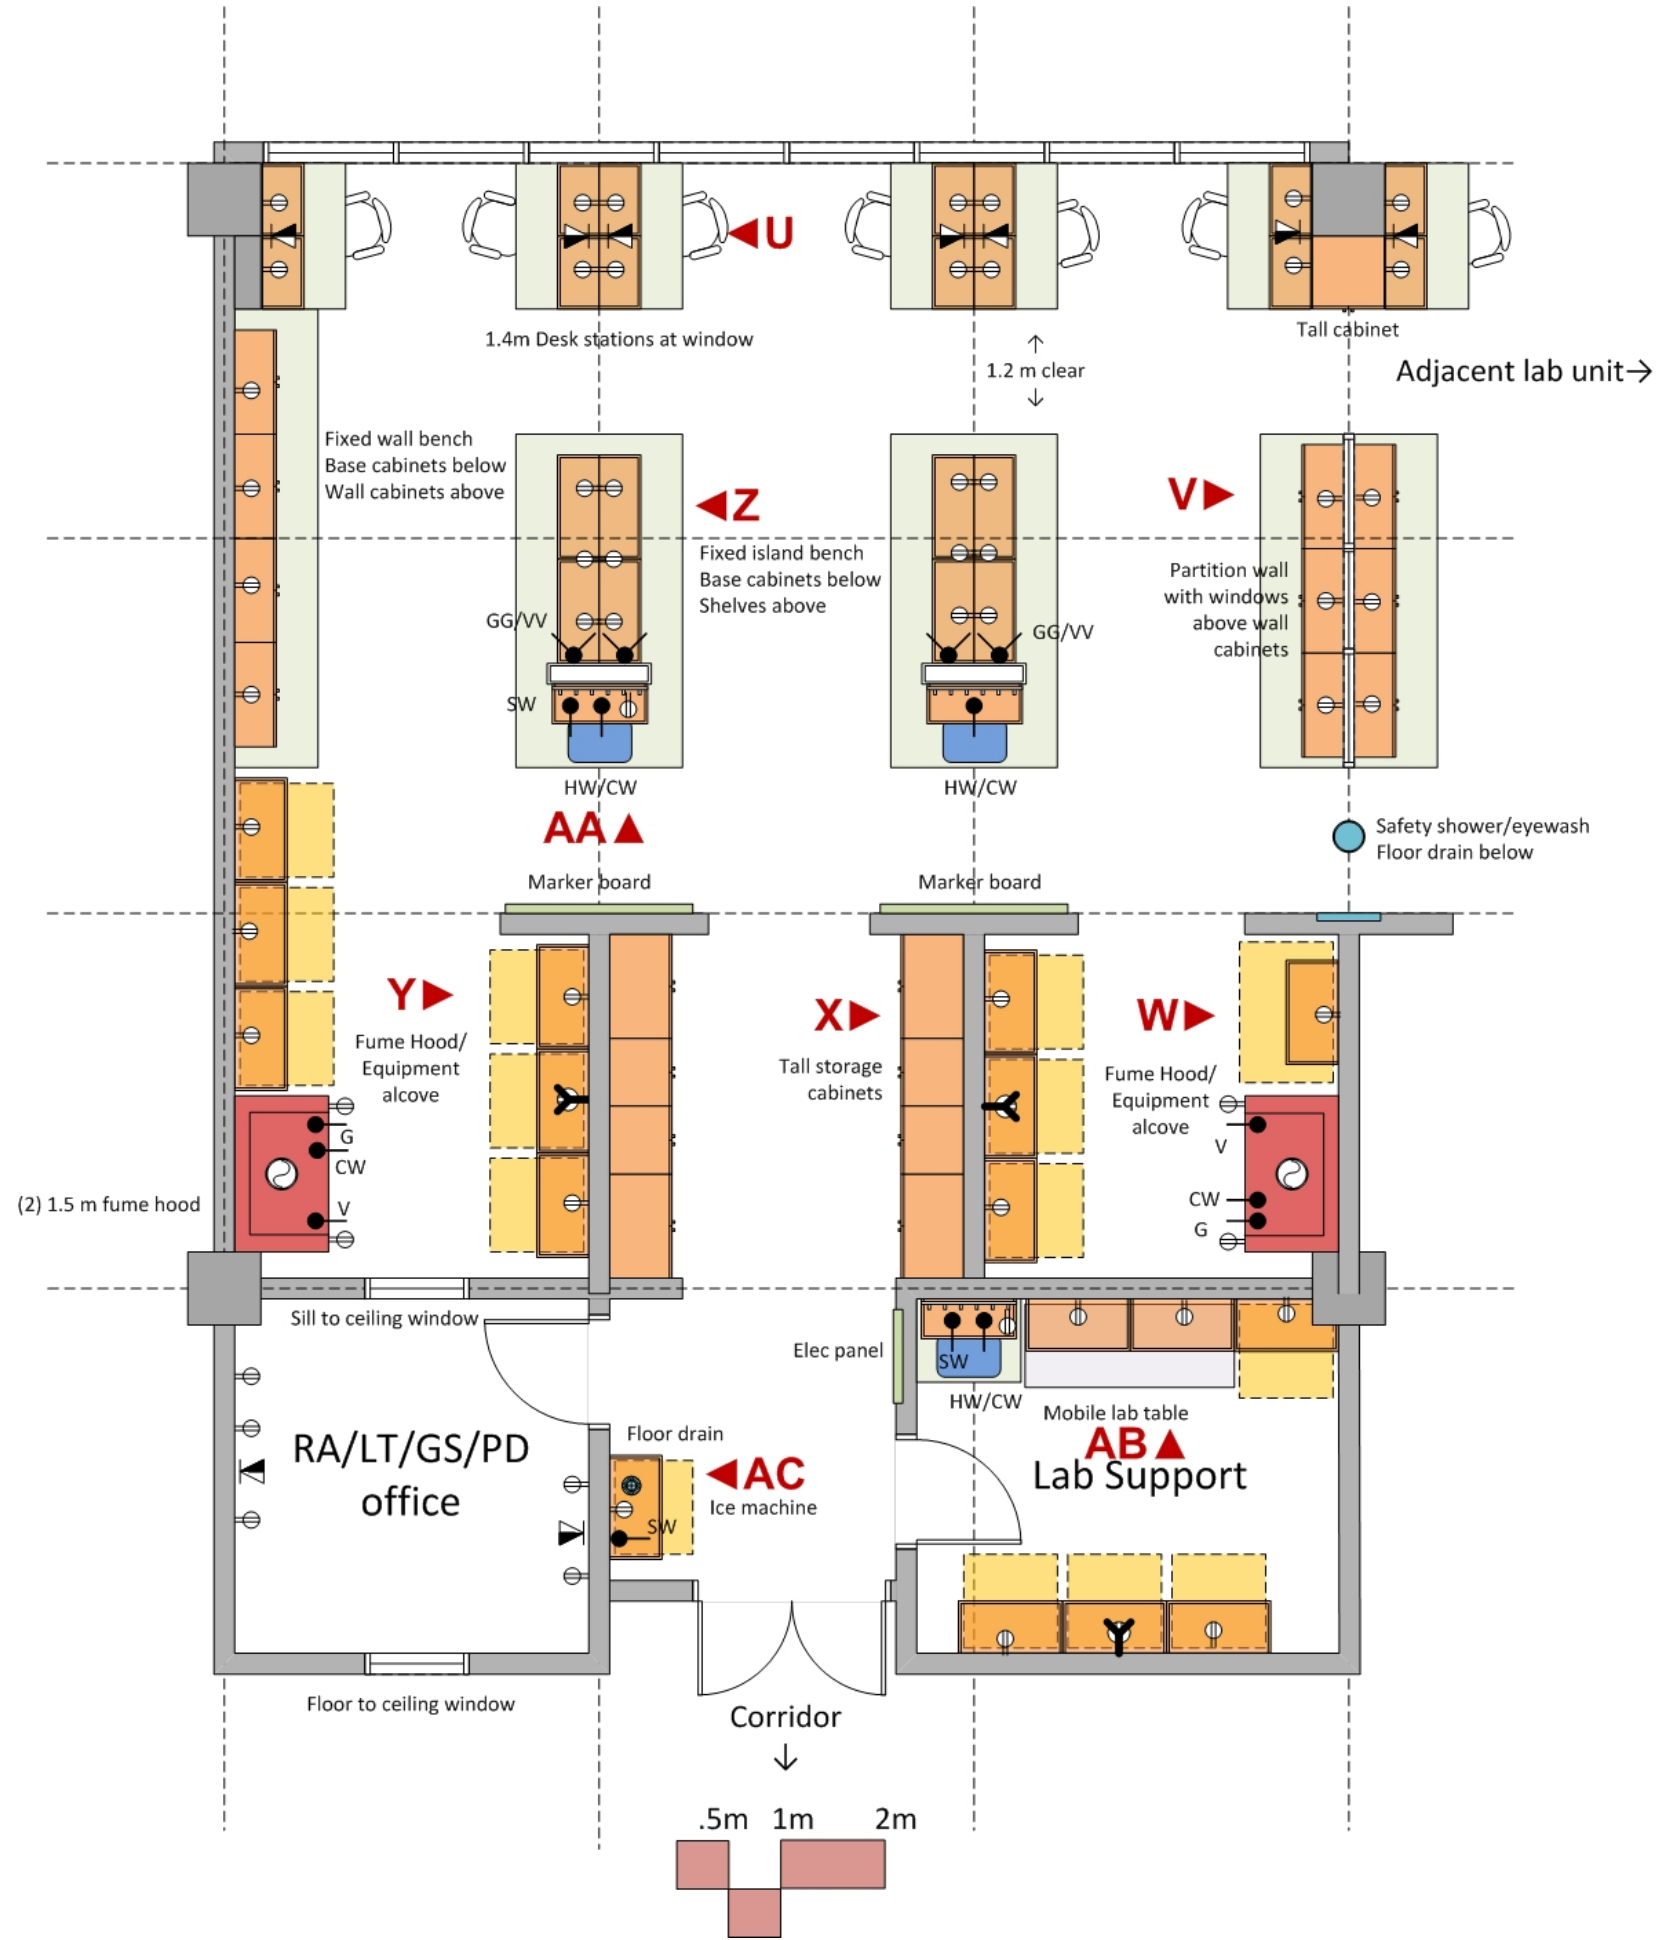 U
1.4m Desk stations at window
1.2 m clear
Tall cabinet
Adjacent lab unit→
Fixed wall bench
Base cabinets below
Wall cabinets above
Z
V
Fixed island bench
Base cabinets below
Shelves above
Partition wall
with windows
above wall
cabinets
GG/VV
GG/VV
SW
HW/CW
HW/CW
AA
Safety shower/eyewash
Floor drain below
Marker board
Marker board
Y
Fume Hood/
Equipment
alcove
X
Tall storage
cabinets
W
Fume Hood/
Equipment
alcove
G
CW
V
V
CW
G
(2) 1.5 m fume hood
Sill to ceiling window
Elec panel
SW
HW/CW
Mobile lab table
AB
Lab Support
RA/LT/GS/PD
office
Floor drain
AC
Ice machine
SW
Floor to ceiling window
Corridor
.5m 1m 2m